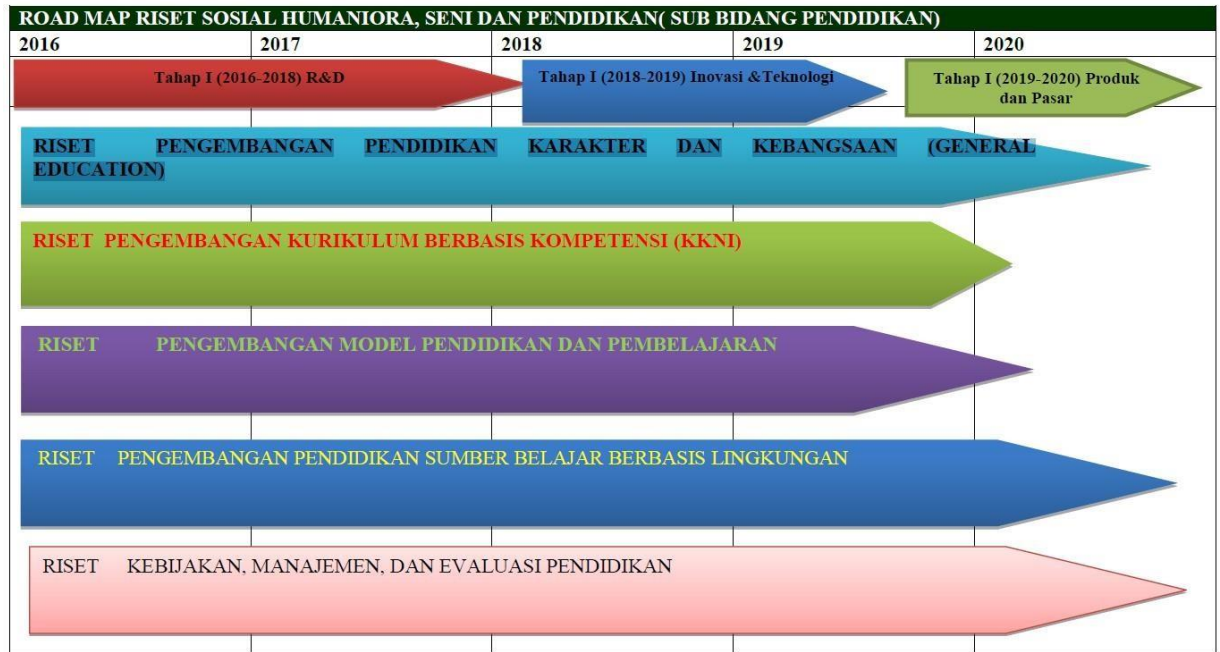 ROAD MAP RISET SOSIAL HUMANIORA, SENI DAN PENDIDIKAN( SUB BIDANG PENDIDIKAN)
2016 2017 2018 2019 2020
Tahap I (2016-2018) R&D
Tahap I (2018-2019) Inovasi &Teknologi
Tahap I (2019-2020) Produk
dan Pasar
RISET PENGEMBANGAN PENDIDIKAN KARAKTER DAN KEBANGSAAN (GENERAL
EDUCATION)
RISET PENGEMBANGAN KURIKULUM BERBASIS KOMPETENSI (KKNI)
RISET PENGEMBANGAN MODEL PENDIDIKAN DAN PEMBELAJARAN
RISET PENGEMBANGAN PENDIDIKAN SUMBER BELAJAR BERBASIS LINGKUNGAN
RISET KEBIJAKAN, MANAJEMEN, DAN EVALUASI PENDIDIKAN